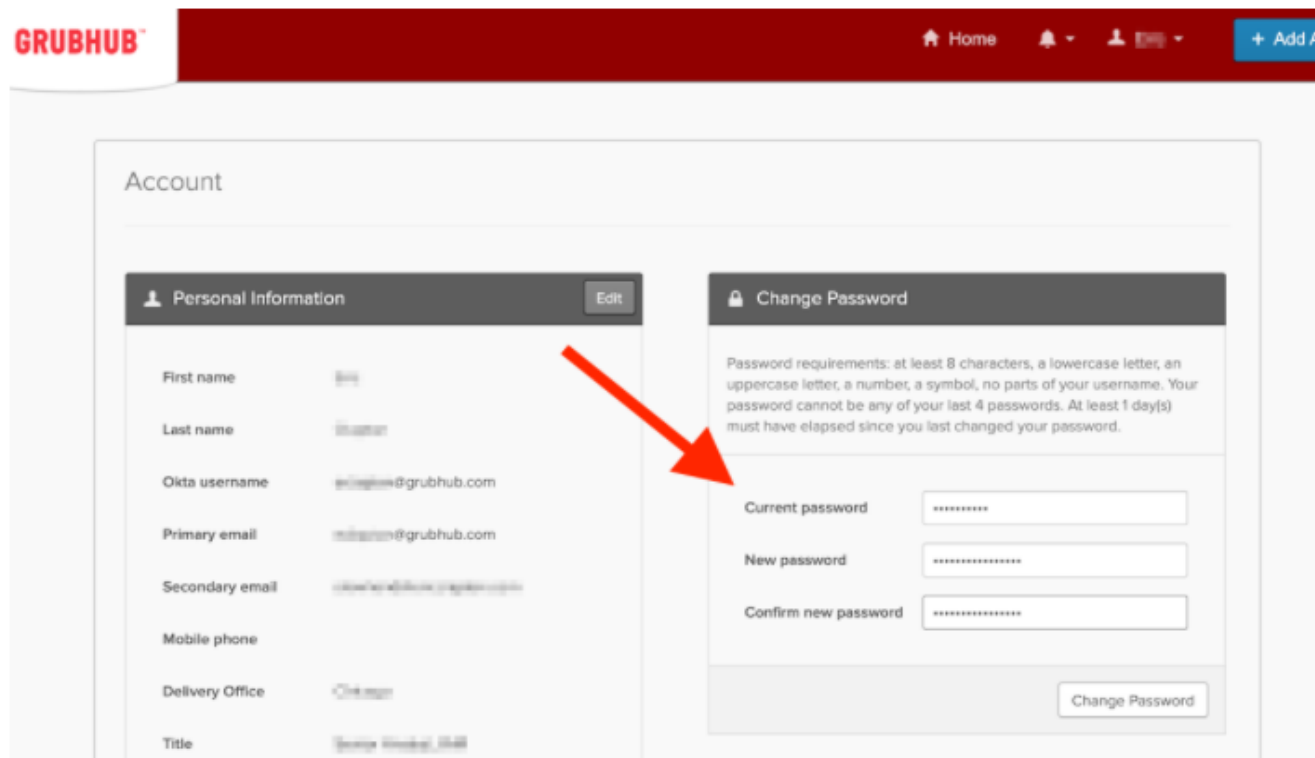 GRUBHUB™
Home
+ Add A
Account
Personal Information
Edit
First name
Last name
Okta username
@grubhub.com
Primary email
@grubhub.com
Secondary email
Mobile phone
Delivery Office
Title
Change Password
Password requirements: at least 8 characters, a lowercase letter, an
uppercase letter, a number, a symbol, no parts of your username. Your
password cannot be any of your last 4 passwords. At least 1 day(s)
must have elapsed since you last changed your password.
Current password
New password
Confirm new password
Change Password